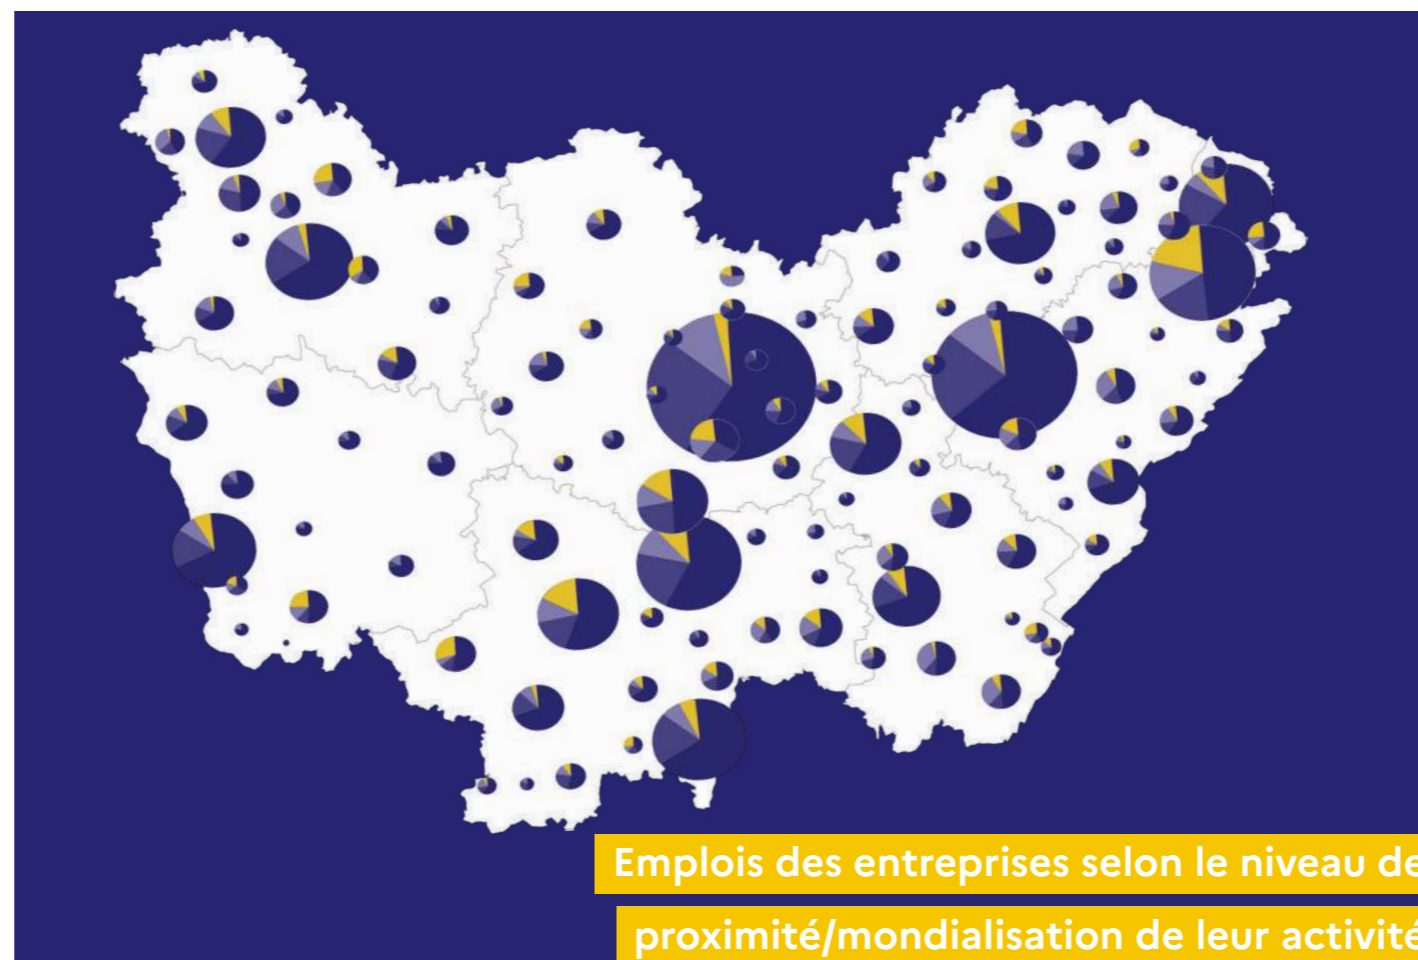 Emplois des entreprises selon le niveau de
proximité/mondialisation de leur activité